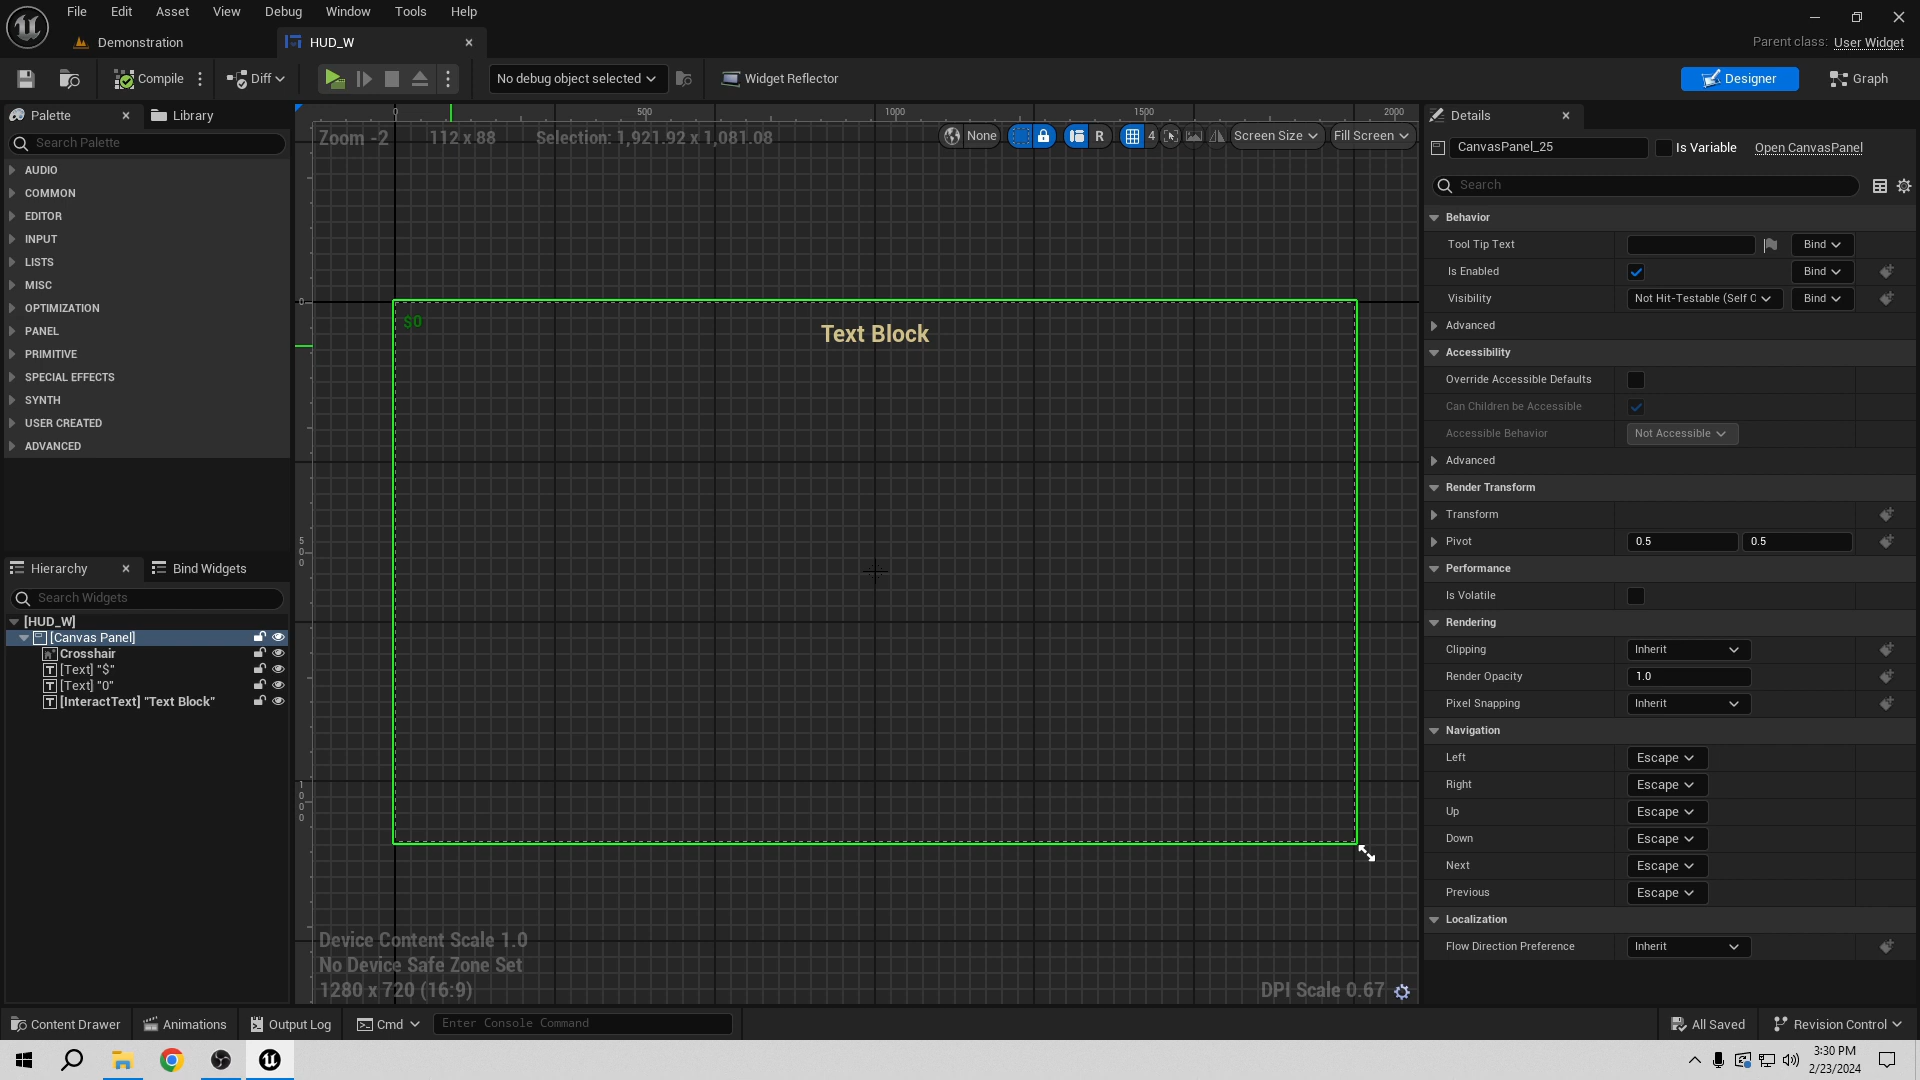 File Edit Asset View Debug Window Tools Help
Demonstration
HUD_W
Parent class: User Widget
Compile
Diff
No debug object selected
Widget Reflector
Designer
Graph
Palette
Library
Search Palette
AUDIO
COMMON
EDITOR
INPUT
LISTS
MISC
OPTIMIZATION
PANEL
PRIMITIVE
SPECIAL EFFECTS
SYNTH
USER CREATED
ADVANCED
Hierarchy
Bind Widgets
Search Widgets
[HUD_W]
[Canvas Panel]
Crosshair
[Text] "$"
[Text] "0"
[InteractText] "Text Block"
0 500 1000 1500 2000
Zoom -2
112 x 88
Selection: 1,921.92 x 1,081.08
None
R
4
Screen Size
Fill Screen
0
500
1000
$0
Text Block
Device Content Scale 1.0
No Device Safe Zone Set
1280 x 720 (16:9)
DPI Scale 0.67
Details
CanvasPanel_25
Is Variable
Open CanvasPanel
Search
Behavior
Tool Tip Text
Bind
Is Enabled
Bind
Visibility
Not Hit-Testable (Self C
Bind
Advanced
Accessibility
Override Accessible Defaults
Can Children be Accessible
Accessible Behavior
Not Accessible
Advanced
Render Transform
Transform
Pivot
0.5
0.5
Performance
Is Volatile
Rendering
Clipping
Inherit
Render Opacity
1.0
Pixel Snapping
Inherit
Navigation
Left
Escape
Right
Escape
Up
Escape
Down
Escape
Next
Escape
Previous
Escape
Localization
Flow Direction Preference
Inherit
Content Drawer
Animations
Output Log
Cmd
Enter Console Command
All Saved
Revision Control
3:30 PM
2/23/2024